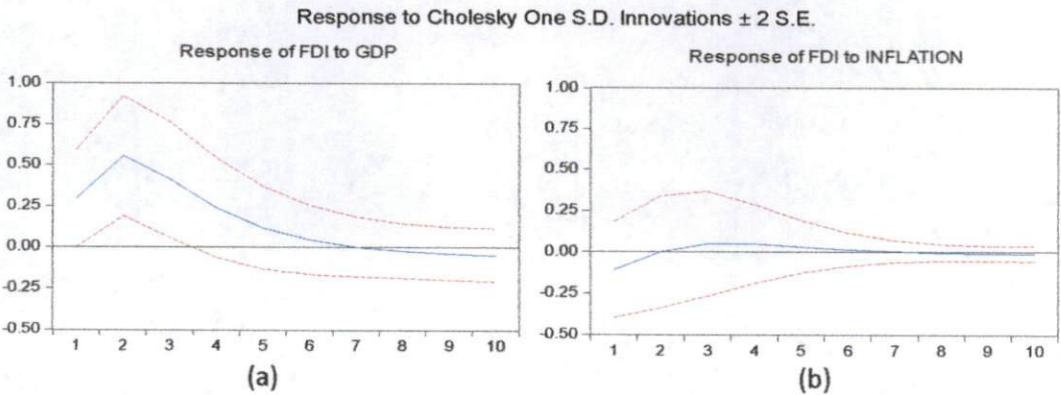 Response to Cholesky One S.D. Innovations ± 2 S.E.
Response of FDI to GDP
1.00
0.75
0.50
0.25
0.00
-0.25
-0.50
1 2 3 4 5 6 7 8 9 10
(a)
Response of FDI to INFLATION
1.00
0.75
0.50
0.25
0.00
-0.25
-0.50
1 2 3 4 5 6 7 8 9 10
(b)